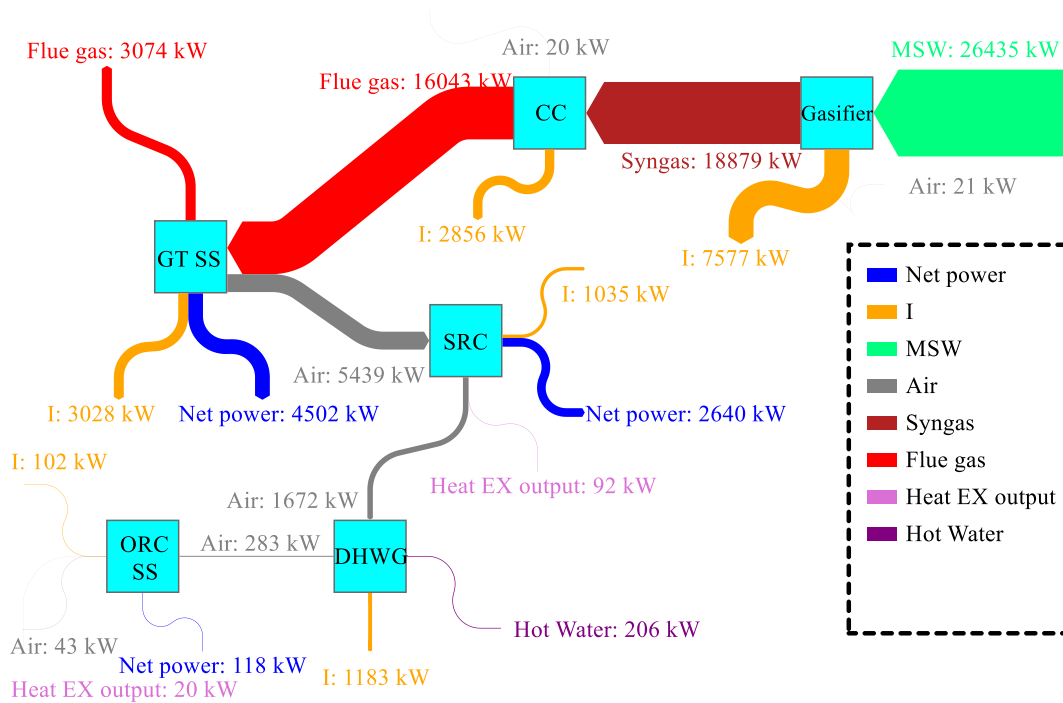 Air: 20 kW
MSW: 26435 kW
Flue gas: 3074 kW
Flue gas: 16043 kW
CC
Gasifier
Syngas: 18879 kW
Air: 21 kW
I: 2856 kW
I: 7577 kW
GT SS
Net power
I: 1035 kW
I
SRC
MSW
Air: 5439 kW
Air
I: 3028 kW
Net power: 4502 kW
Net power: 2640 kW
Syngas
I: 102 kW
Flue gas
Heat EX output: 92 kW
Heat EX output
Air: 1672 kW
Hot Water
ORC
SS
Air: 283 kW
DHWG
Hot Water: 206 kW
Air: 43 kW
Net power: 118 kW
I: 1183 kW
Heat EX output: 20 kW